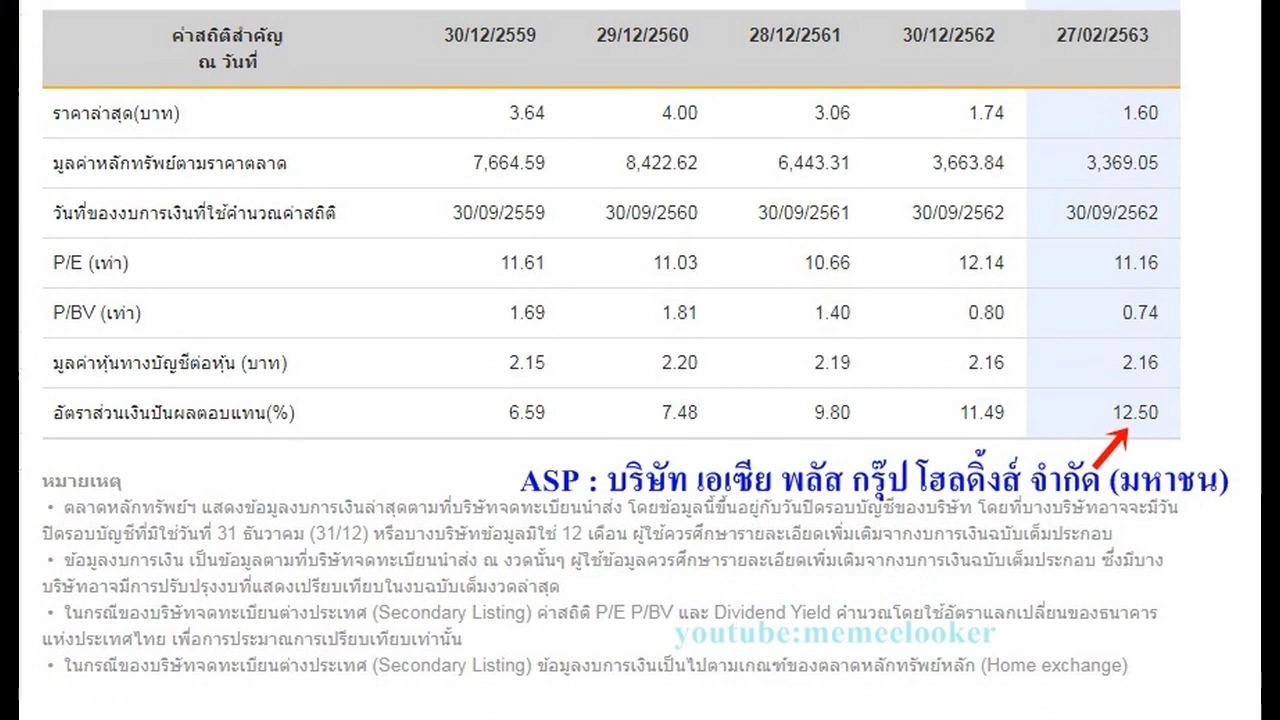 ค่าสถิติสำคัญ 30/12/2559 29/12/2560 28/12/2561 30/12/2562 27/02/2563
ณ วันที่
ราคาล่าสุด(บาท) 3.64 4.00 3.06 1.74 1.60
มูลค่าหลักทรัพย์ตามราคาตลาด 7,664.59 8,422.62 6,443.31 3,663.84 3,369.05
วันที่ของงบการเงินที่ใช้คำนวณค่าสถิติ 30/09/2559 30/09/2560 30/09/2561 30/09/2562 30/09/2562
P/E (เท่า) 11.61 11.03 10.66 12.14 11.16
P/BV (เท่า) 1.69 1.81 1.40 0.80 0.74
มูลค่าหุ้นทางบัญชีต่อหุ้น (บาท) 2.15 2.20 2.19 2.16 2.16
อัตราส่วนเงินปันผลตอบแทน(%) 6.59 7.48 9.80 11.49 12.50
ASP : บริษัท เอเซีย พลัส กรุ๊ป โฮลดิ้งส์ จำกัด (มหาชน)
หมายเหตุ
• ตลาดหลักทรัพย์ฯ แสดงข้อมูลงบการเงินล่าสุดตามที่บริษัทจดทะเบียนนำส่ง โดยข้อมูลนี้ขึ้นอยู่กับวันปิดรอบบัญชีของบริษัท โดยที่บางบริษัทอาจจะมีวัน
ปิดรอบบัญชีที่มิใช่วันที่ 31 ธันวาคม (31/12) หรือบางบริษัทข้อมูลมิใช่ 12 เดือน ผู้ใช้ควรศึกษารายละเอียดเพิ่มเติมจากงบการเงินฉบับเต็มประกอบ
• ข้อมูลงบการเงิน เป็นข้อมูลตามที่บริษัทจดทะเบียนนำส่ง ณ งวดนั้นๆ ผู้ใช้ข้อมูลควรศึกษารายละเอียดเพิ่มเติมจากงบการเงินฉบับเต็มประกอบ ซึ่งมีบาง
บริษัทอาจมีการปรับปรุงงบที่แสดงเปรียบเทียบในงบฉบับเต็มงวดล่าสุด
• ในกรณีของบริษัทจดทะเบียนต่างประเทศ (Secondary Listing) ค่าสถิติ P/E P/BV และ Dividend Yield คำนวณโดยใช้อัตราแลกเปลี่ยนของธนาคาร
แห่งประเทศไทย เพื่อการประมาณการเปรียบเทียบเท่านั้น
youtube:memeelooker
• ในกรณีของบริษัทจดทะเบียนต่างประเทศ (Secondary Listing) ข้อมูลงบการเงินเป็นไปตามเกณฑ์ของตลาดหลักทรัพย์หลัก (Home exchange)